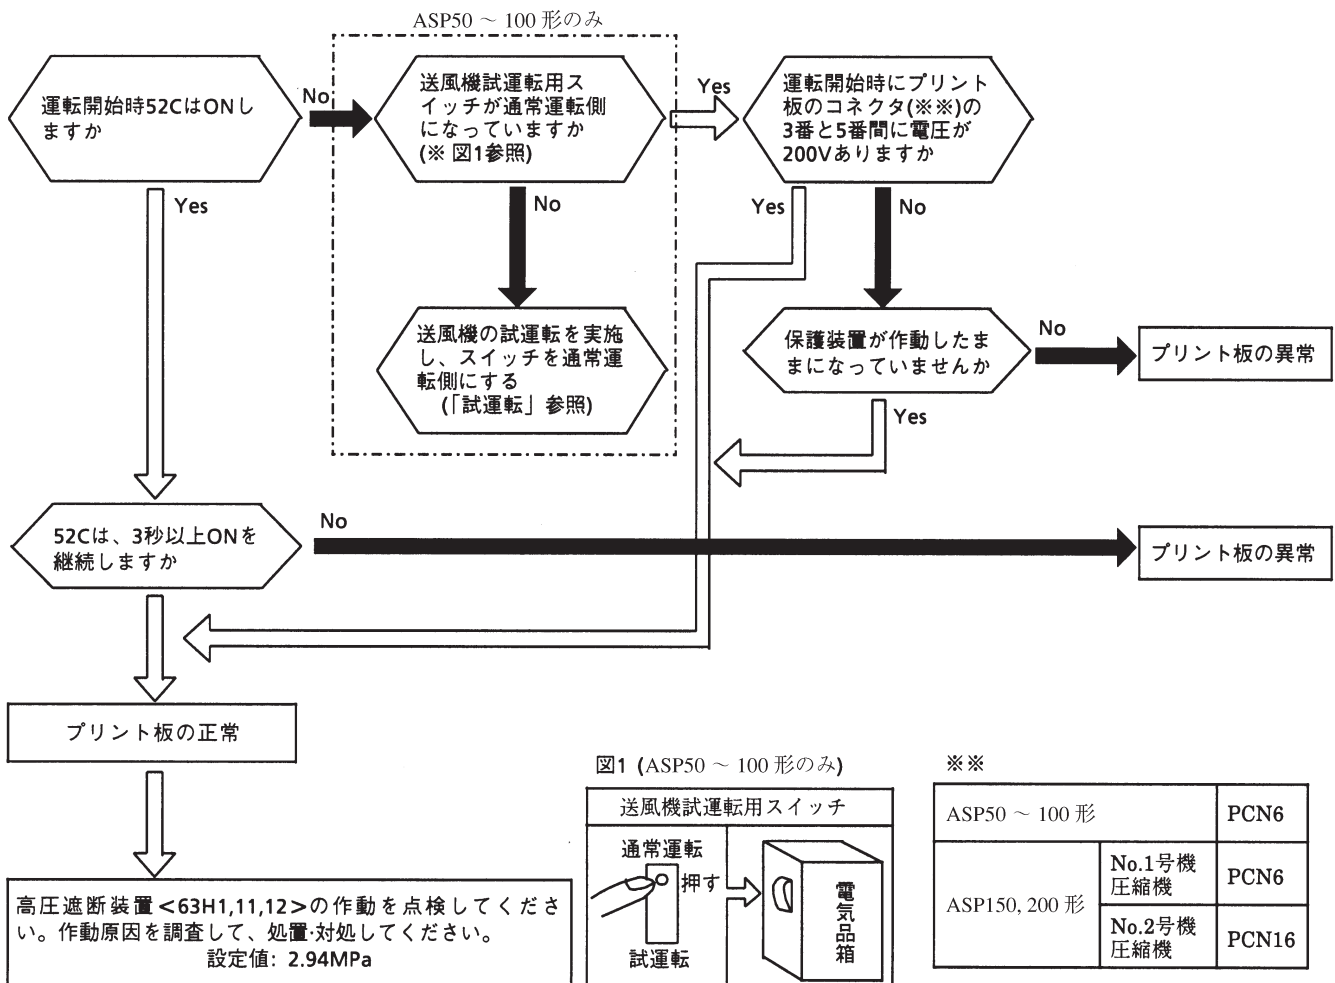 ASP50 ～ 100 形のみ
運転開始時52CはONし
ますか
No
送風機試運転用ス
イッチが通常運転側
になっていますか
(※ 図1参照)
Yes
運転開始時にプリント
板のコネクタ(※※)の
3番と5番間に電圧が
200Vありますか
Yes
No
Yes
No
送風機の試運転を実施
し、スイッチを通常運
転側にする
(「試運転」参照)
保護装置が作動したま
まになっていませんか
No
プリント板の異常
Yes
52Cは、3秒以上ONを
継続しますか
No
プリント板の異常
プリント板の正常
高圧遮断装置<63H1,11,12>の作動を点検してくださ
い。作動原因を調査して、処置·対処してください。
設定値: 2.94MPa
図1 (ASP50 ～ 100 形のみ)
送風機試運転用スイッチ
通常運転
押す
試運転
電気品箱
※※
ASP50 ～ 100 形
PCN6
ASP150, 200 形
No.1号機
圧縮機
PCN6
No.2号機
圧縮機
PCN16